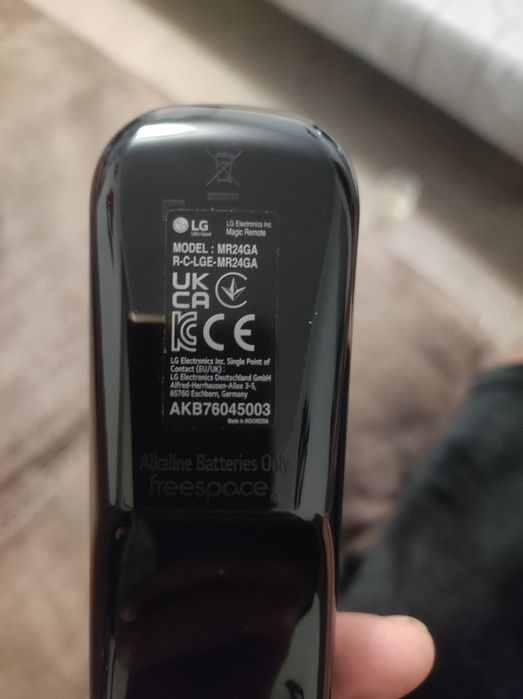 LG
Life's Good
LG Electronics Inc.
Magic Remote
MODEL : MR24GA
R-C-LGE-MR24GA
UK
CA
CE
LG Electronics Inc. Single Point of
Contact (EU/UK) :
LG Electronics Deutschland GmbH
Alfred-Herrhausen-Allee 3-5,
65760 Eschborn, Germany
AKB76045003
Made in INDONESIA
Alkaline Batteries Only
freespace